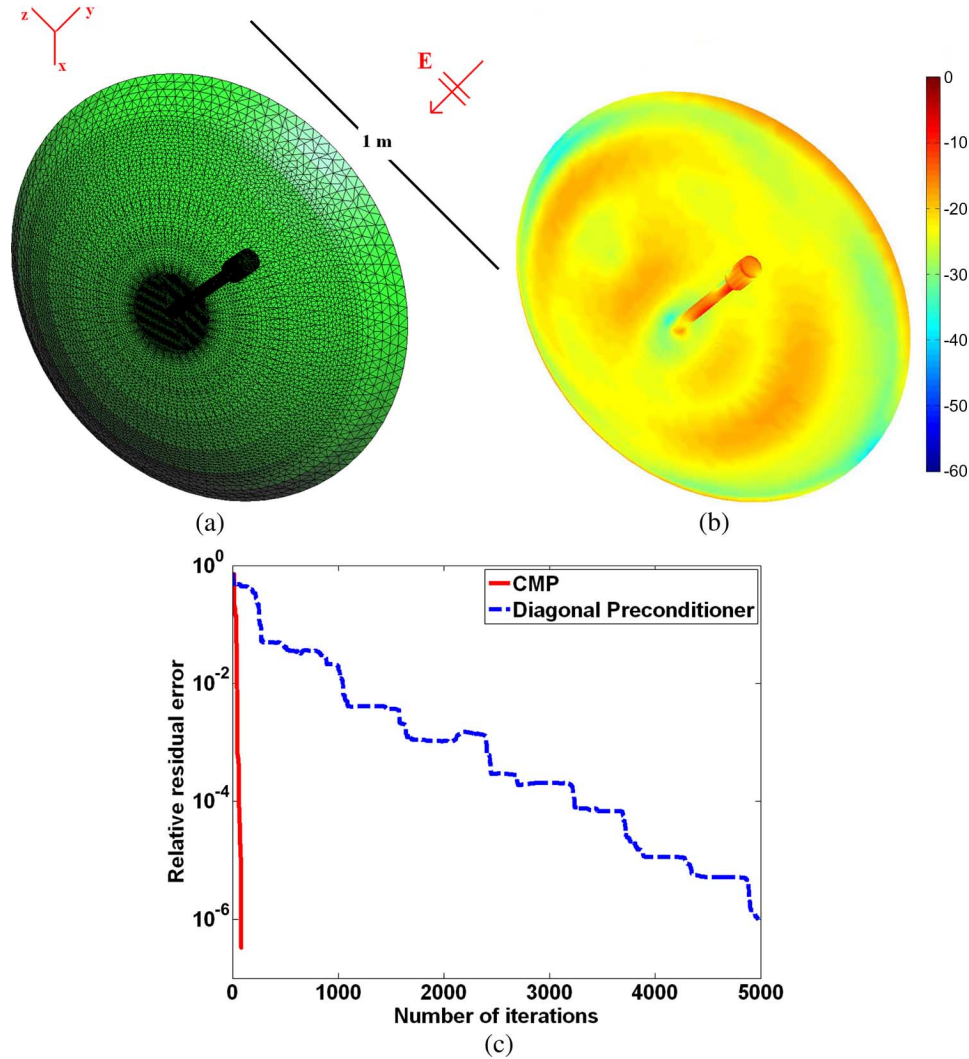 z
y
x
1 m
E
0
-10
-20
-30
-40
-50
-60
(a)
(b)
10^0
10^-2
10^-4
10^-6
Relative residual error
CMP
Diagonal Preconditioner
0 1000 2000 3000 4000 5000
Number of iterations
(c)